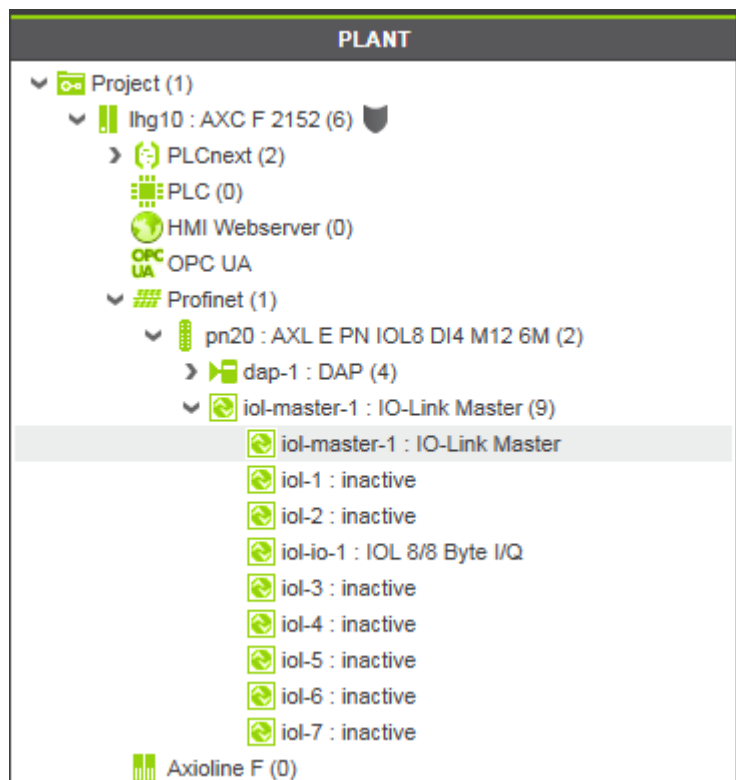 PLANT
Project (1)
lhg10 : AXC F 2152 (6)
PLCnext (2)
PLC (0)
HMI Webserver (0)
OPC UA OPC UA
Profinet (1)
pn20 : AXL E PN IOL8 DI4 M12 6M (2)
dap-1 : DAP (4)
iol-master-1 : IO-Link Master (9)
iol-master-1 : IO-Link Master
iol-1 : inactive
iol-2 : inactive
iol-io-1 : IOL 8/8 Byte I/Q
iol-3 : inactive
iol-4 : inactive
iol-5 : inactive
iol-6 : inactive
iol-7 : inactive
Axioline F (0)